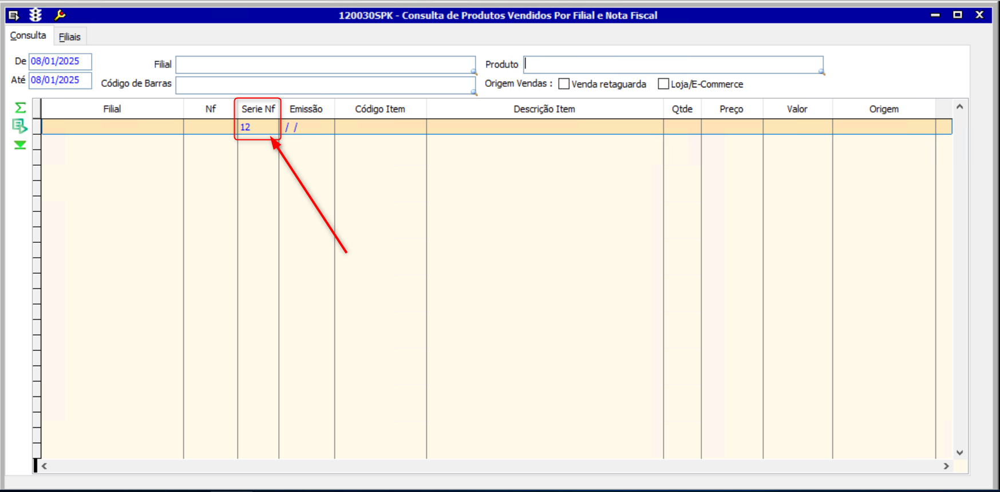 120030SPK - Consulta de Produtos Vendidos Por Filial e Nota Fiscal
Consulta Filiais
De 08/01/2025 Filial Produto
Até 08/01/2025 Código de Barras Origem Vendas : Venda retaguarda Loja/E-Commerce
Filial Nf Serie Nf Emissão Código Item Descrição Item Qtde Preço Valor Origem
12 / /